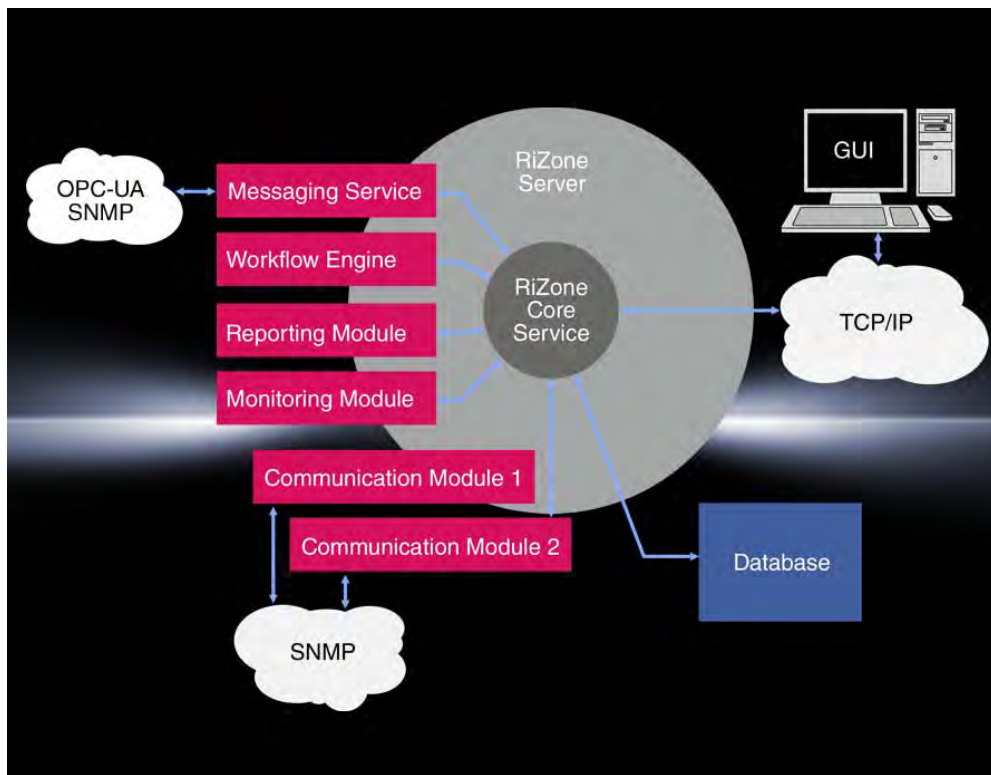 OPC-UA
SNMP
Messaging Service
Workflow Engine
Reporting Module
Monitoring Module
Communication Module 1
Communication Module 2
SNMP
RiZone
Server
RiZone
Core
Service
GUI
TCP/IP
Database